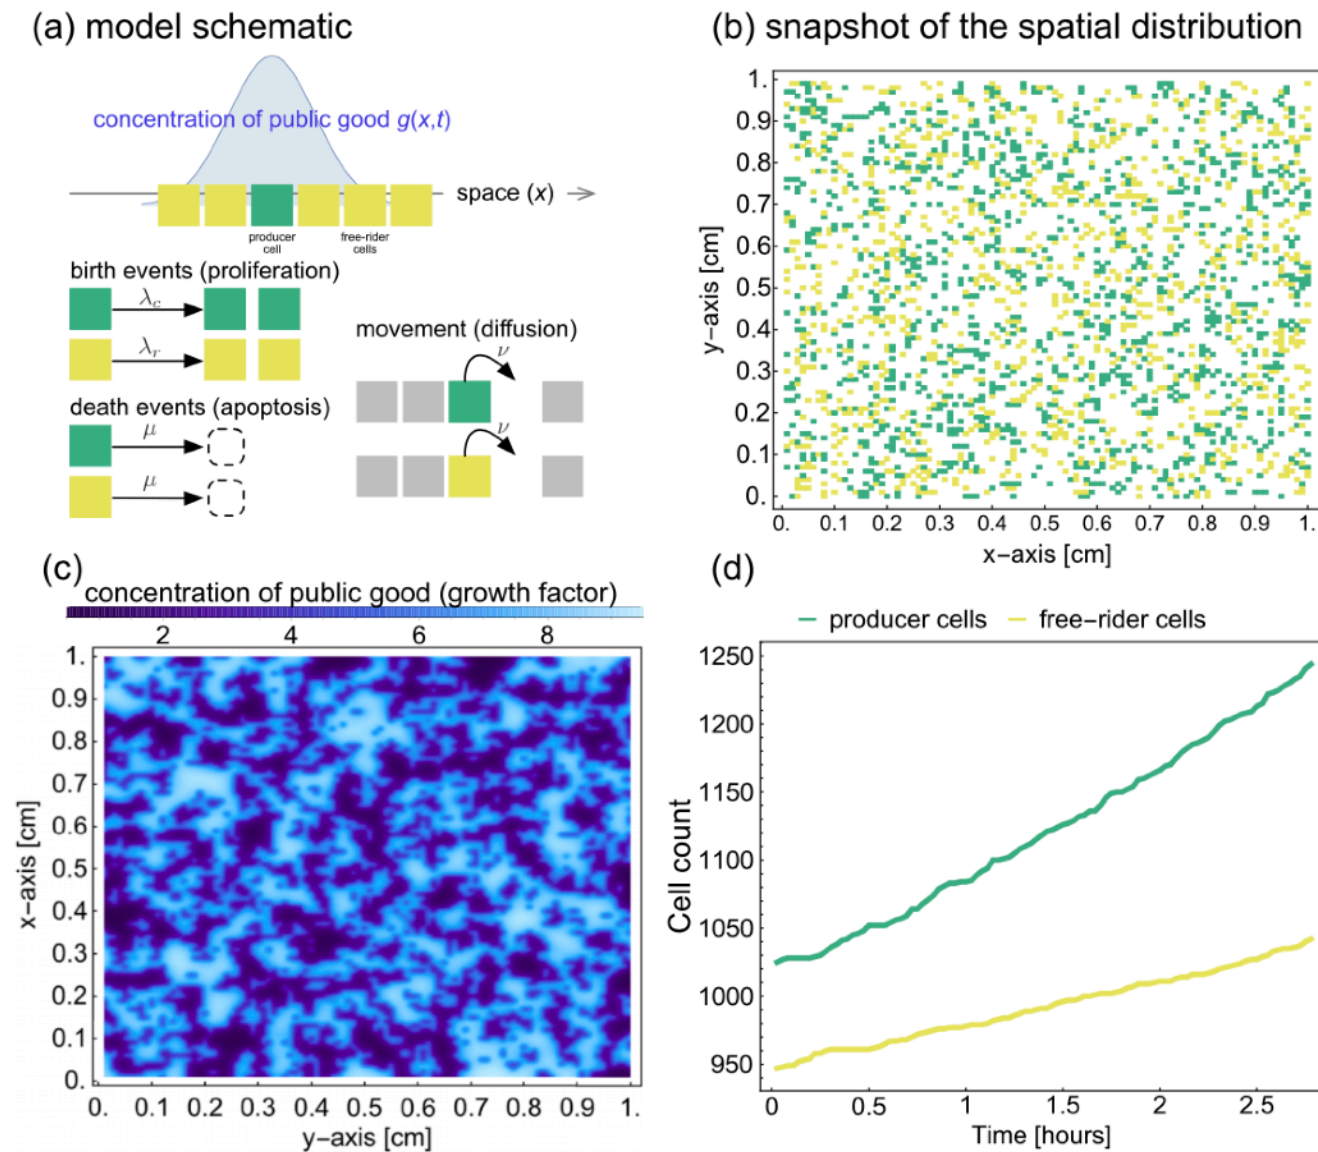 (a) model schematic
concentration of public good g(x,t)
space (x)
producer
cell
free-rider
cells
birth events (proliferation)
λc
λr
death events (apoptosis)
μ
μ
movement (diffusion)
ν
ν
(b) snapshot of the spatial distribution
1.
0.9
0.8
0.7
0.6
0.5
0.4
0.3
0.2
0.1
0.
y−axis [cm]
0. 0.1 0.2 0.3 0.4 0.5 0.6 0.7 0.8 0.9 1.
x−axis [cm]
(c)
concentration of public good (growth factor)
2 4 6 8
1.
0.9
0.8
0.7
0.6
0.5
0.4
0.3
0.2
0.1
0.
x−axis [cm]
0. 0.1 0.2 0.3 0.4 0.5 0.6 0.7 0.8 0.9 1.
y−axis [cm]
(d)
producer cells free−rider cells
1250
1200
1150
1100
1050
1000
950
Cell count
0 0.5 1 1.5 2 2.5
Time [hours]